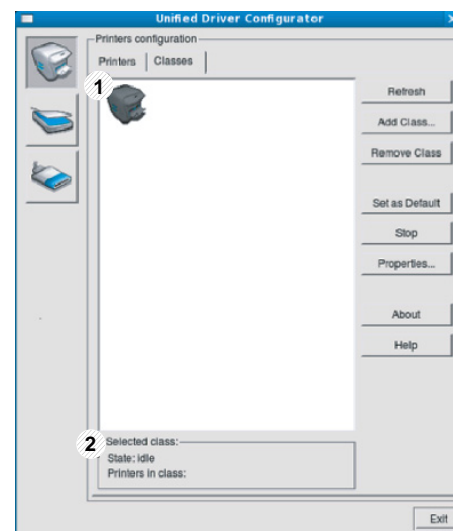 Unified Driver Configurator
Printers configuration
Printers
Classes
1
Refresh
Add Class...
Remove Class
Set as Default
Stop
Properties...
About
Help
2
Selected class:
State: idle
Printers in class:
Exit